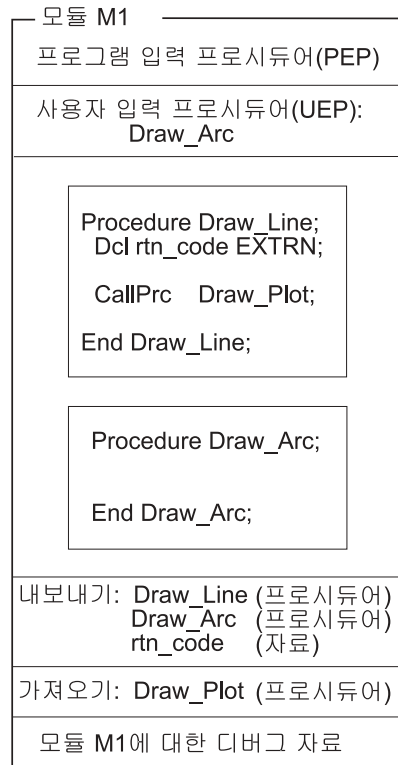 모듈 M1
프로그램 입력 프로시듀어(PEP)
사용자 입력 프로시듀어(UEP):
Draw_Arc
Procedure Draw_Line;
Dcl rtn_code EXTRN;
CallPrc Draw_Plot;
End Draw_Line;
Procedure Draw_Arc;
End Draw_Arc;
내보내기: Draw_Line (프로시듀어)
Draw_Arc (프로시듀어)
rtn_code (자료)
가져오기: Draw_Plot (프로시듀어)
모듈 M1에 대한 디버그 자료